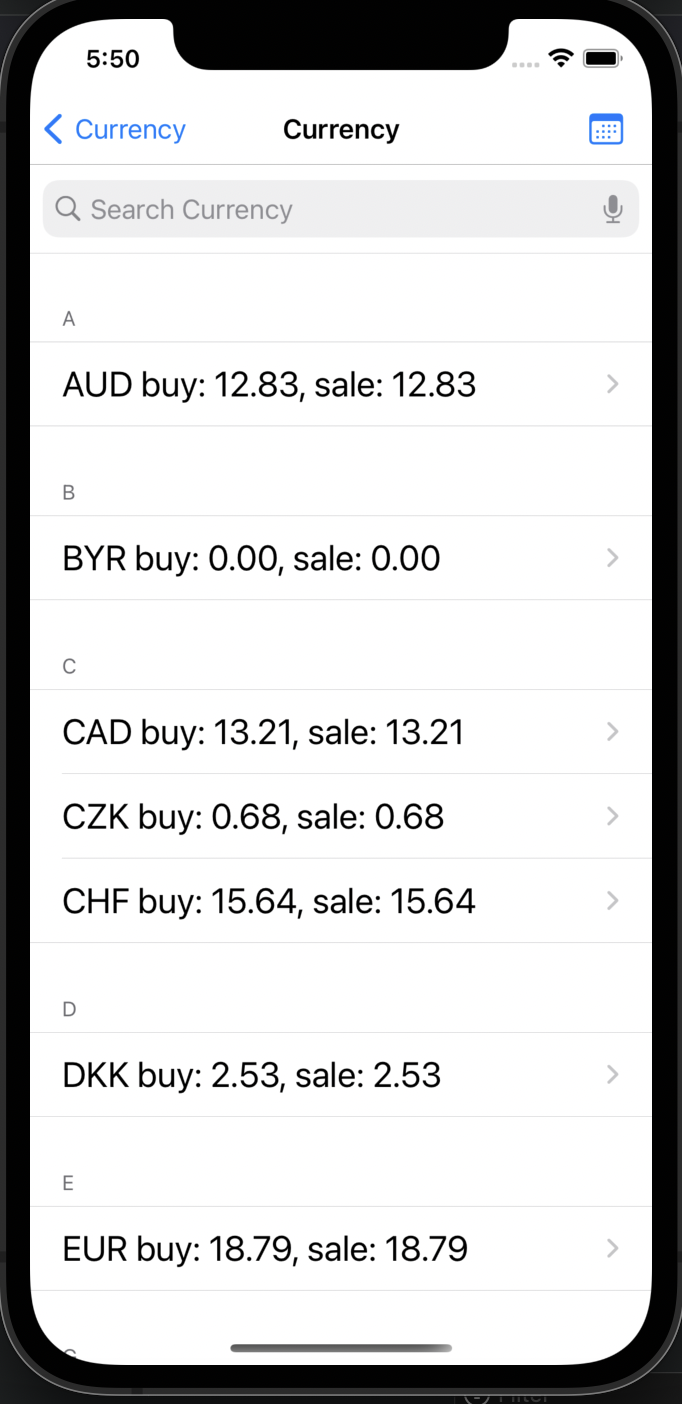 5:50
Currency Currency
Search Currency
A
AUD buy: 12.83, sale: 12.83
B
BYR buy: 0.00, sale: 0.00
C
CAD buy: 13.21, sale: 13.21
CZK buy: 0.68, sale: 0.68
CHF buy: 15.64, sale: 15.64
D
DKK buy: 2.53, sale: 2.53
E
EUR buy: 18.79, sale: 18.79